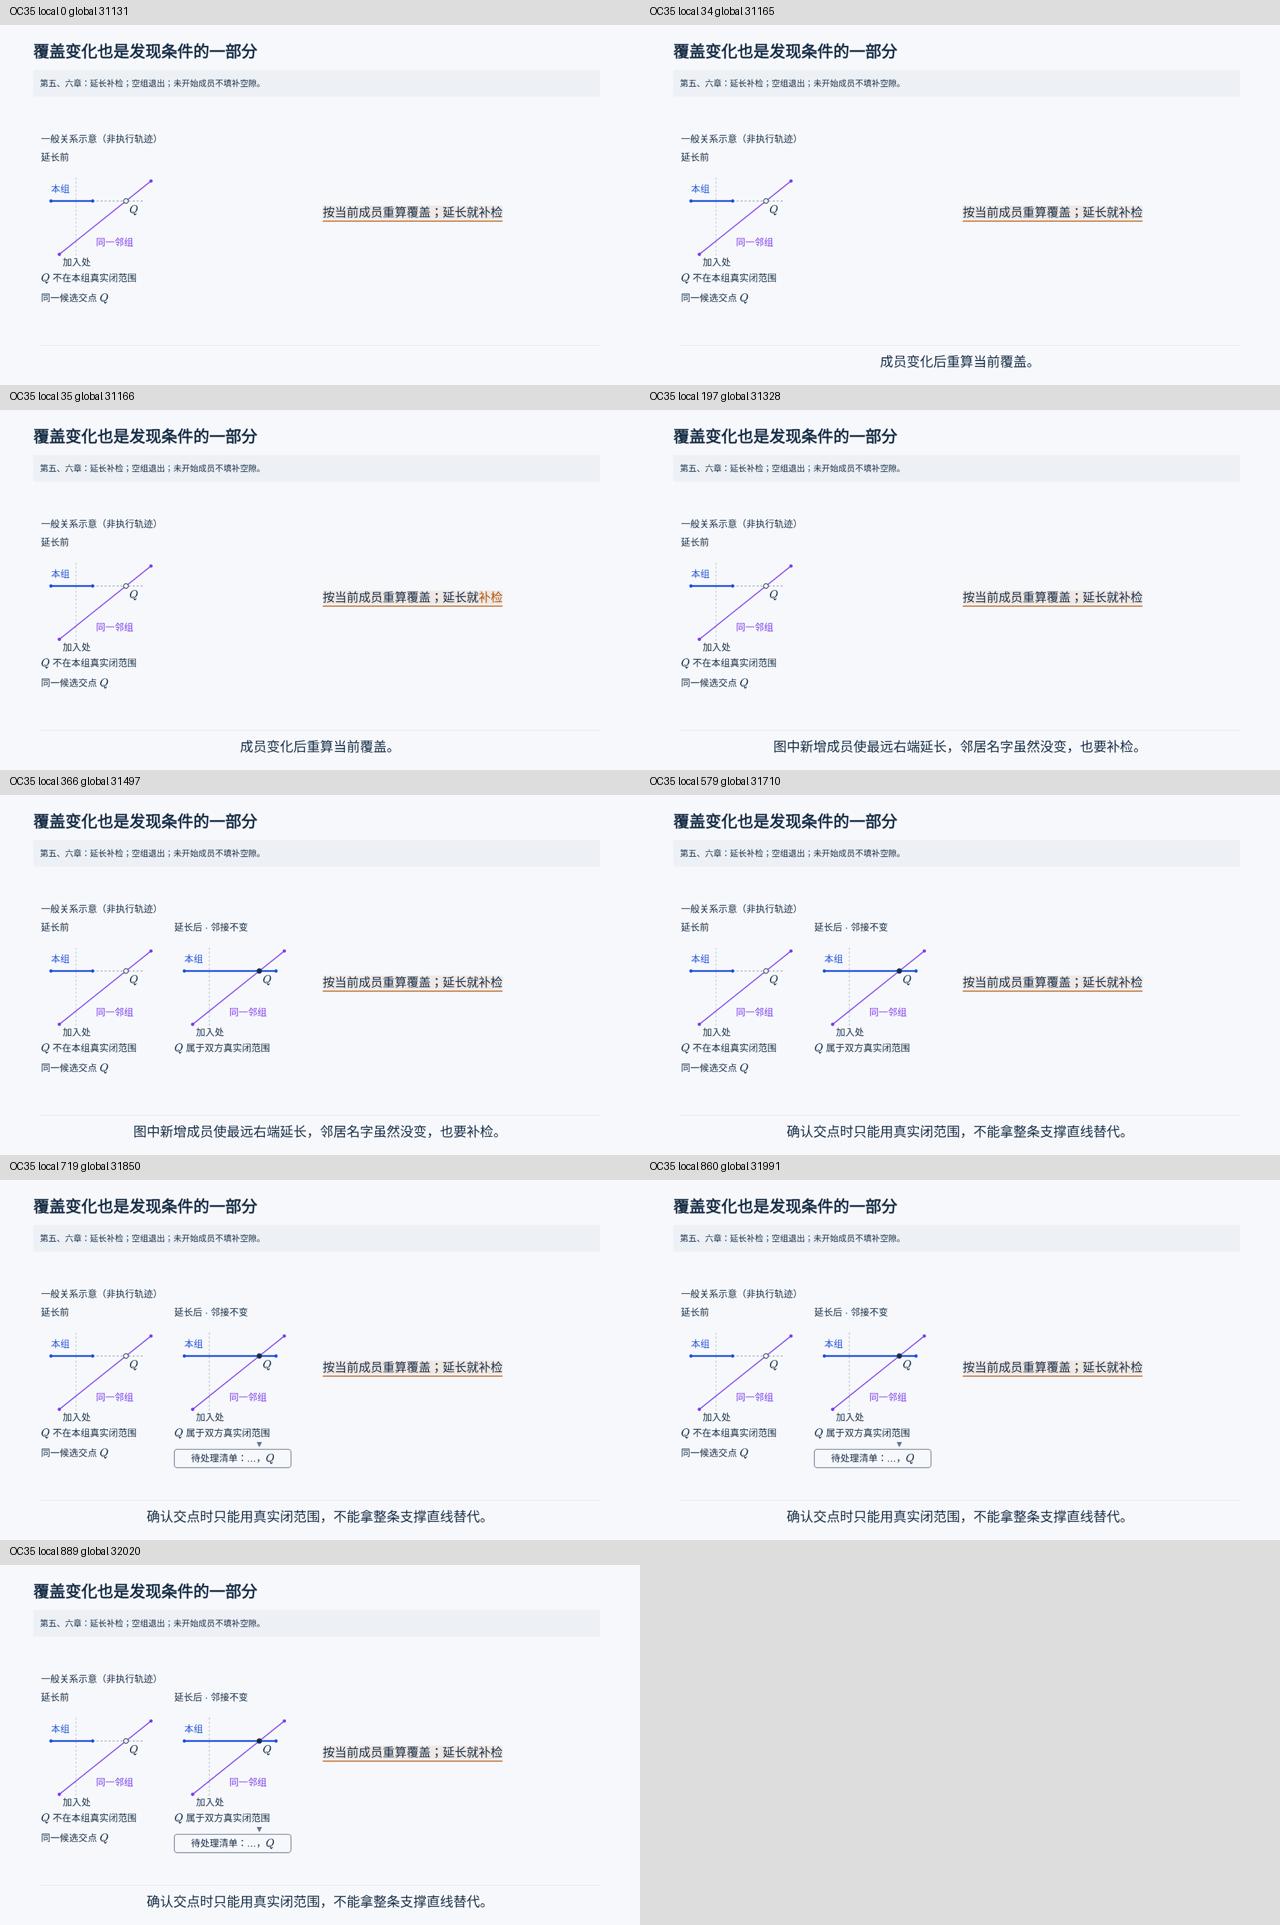 OC35 local 0 global 31131
覆盖变化也是发现条件的一部分
第五、六章：延长补检；空组退出；未开始成员不填补空隙。
一般关系示意（非执行轨迹）
延长前
本组
Q
同一邻组
加入处
Q 不在本组真实闭范围
同一候选交点 Q
按当前成员重算覆盖；延长就补检
OC35 local 34 global 31165
覆盖变化也是发现条件的一部分
第五、六章：延长补检；空组退出；未开始成员不填补空隙。
一般关系示意（非执行轨迹）
延长前
本组
Q
同一邻组
加入处
Q 不在本组真实闭范围
同一候选交点 Q
按当前成员重算覆盖；延长就补检
成员变化后重算当前覆盖。
OC35 local 35 global 31166
覆盖变化也是发现条件的一部分
第五、六章：延长补检；空组退出；未开始成员不填补空隙。
一般关系示意（非执行轨迹）
延长前
本组
Q
同一邻组
加入处
Q 不在本组真实闭范围
同一候选交点 Q
按当前成员重算覆盖；延长就补检
成员变化后重算当前覆盖。
OC35 local 197 global 31328
覆盖变化也是发现条件的一部分
第五、六章：延长补检；空组退出；未开始成员不填补空隙。
一般关系示意（非执行轨迹）
延长前
本组
Q
同一邻组
加入处
Q 不在本组真实闭范围
同一候选交点 Q
按当前成员重算覆盖；延长就补检
图中新增成员使最远右端延长，邻居名字虽然没变，也要补检。
OC35 local 366 global 31497
覆盖变化也是发现条件的一部分
第五、六章：延长补检；空组退出；未开始成员不填补空隙。
一般关系示意（非执行轨迹）
延长前
本组
Q
同一邻组
加入处
Q 不在本组真实闭范围
同一候选交点 Q
延长后 · 邻接不变
本组
Q
同一邻组
加入处
Q 属于双方真实闭范围
按当前成员重算覆盖；延长就补检
图中新增成员使最远右端延长，邻居名字虽然没变，也要补检。
OC35 local 579 global 31710
覆盖变化也是发现条件的一部分
第五、六章：延长补检；空组退出；未开始成员不填补空隙。
一般关系示意（非执行轨迹）
延长前
本组
Q
同一邻组
加入处
Q 不在本组真实闭范围
同一候选交点 Q
延长后 · 邻接不变
本组
Q
同一邻组
加入处
Q 属于双方真实闭范围
按当前成员重算覆盖；延长就补检
确认交点时只能用真实闭范围，不能拿整条支撑直线替代。
OC35 local 719 global 31850
覆盖变化也是发现条件的一部分
第五、六章：延长补检；空组退出；未开始成员不填补空隙。
一般关系示意（非执行轨迹）
延长前
本组
Q
同一邻组
加入处
Q 不在本组真实闭范围
同一候选交点 Q
延长后 · 邻接不变
本组
Q
同一邻组
加入处
Q 属于双方真实闭范围
待处理清单：…，Q
按当前成员重算覆盖；延长就补检
确认交点时只能用真实闭范围，不能拿整条支撑直线替代。
OC35 local 860 global 31991
覆盖变化也是发现条件的一部分
第五、六章：延长补检；空组退出；未开始成员不填补空隙。
一般关系示意（非执行轨迹）
延长前
本组
Q
同一邻组
加入处
Q 不在本组真实闭范围
同一候选交点 Q
延长后 · 邻接不变
本组
Q
同一邻组
加入处
Q 属于双方真实闭范围
待处理清单：…，Q
按当前成员重算覆盖；延长就补检
确认交点时只能用真实闭范围，不能拿整条支撑直线替代。
OC35 local 889 global 32020
覆盖变化也是发现条件的一部分
第五、六章：延长补检；空组退出；未开始成员不填补空隙。
一般关系示意（非执行轨迹）
延长前
本组
Q
同一邻组
加入处
Q 不在本组真实闭范围
同一候选交点 Q
延长后 · 邻接不变
本组
Q
同一邻组
加入处
Q 属于双方真实闭范围
待处理清单：…，Q
按当前成员重算覆盖；延长就补检
确认交点时只能用真实闭范围，不能拿整条支撑直线替代。